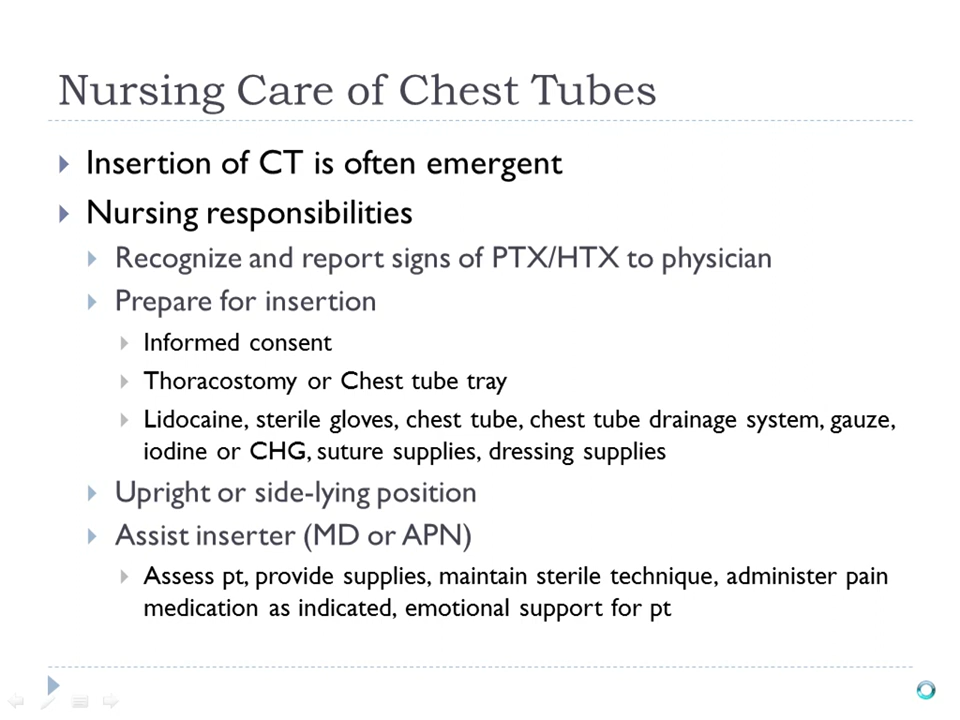 Nursing Care of Chest Tubes
Insertion of CT is often emergent
Nursing responsibilities
Recognize and report signs of PTX/HTX to physician
Prepare for insertion
Informed consent
Thoracostomy or Chest tube tray
Lidocaine, sterile gloves, chest tube, chest tube drainage system, gauze,
iodine or CHG, suture supplies, dressing supplies
Upright or side-lying position
Assist inserter (MD or APN)
Assess pt, provide supplies, maintain sterile technique, administer pain
medication as indicated, emotional support for pt